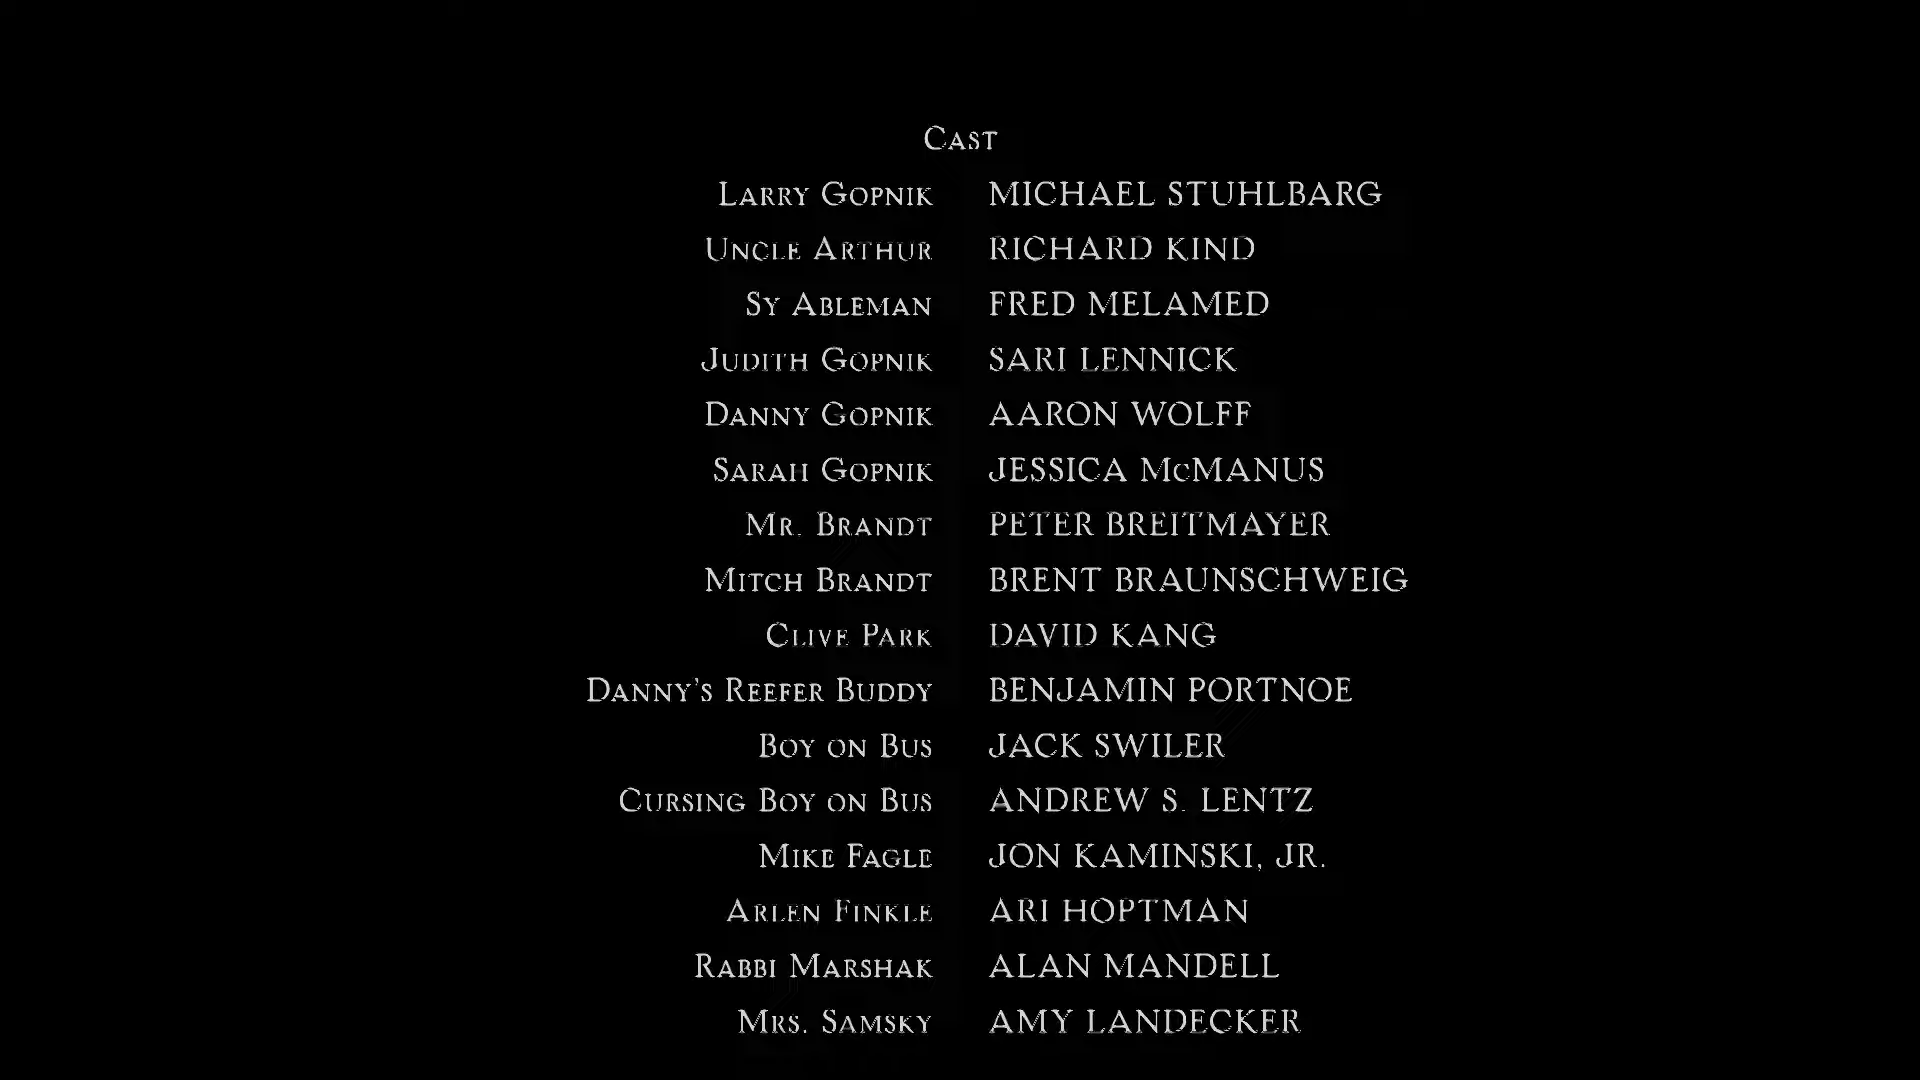 Cast
Larry Gopnik MICHAEL STUHLBARG
Uncle Arthur RICHARD KIND
Sy Ableman FRED MELAMED
Judith Gopnik SARI LENNICK
Danny Gopnik AARON WOLFF
Sarah Gopnik JESSICA McMANUS
Mr. Brandt PETER BREITMAYER
Mitch Brandt BRENT BRAUNSCHWEIG
Clive Park DAVID KANG
Danny's Reefer Buddy BENJAMIN PORTNOE
Boy on Bus JACK SWILER
Cursing Boy on Bus ANDREW S. LENTZ
Mike Fagle JON KAMINSKI, JR.
Arlen Finkle ARI HOPTMAN
Rabbi Marshak ALAN MANDELL
Mrs. Samsky AMY LANDECKER